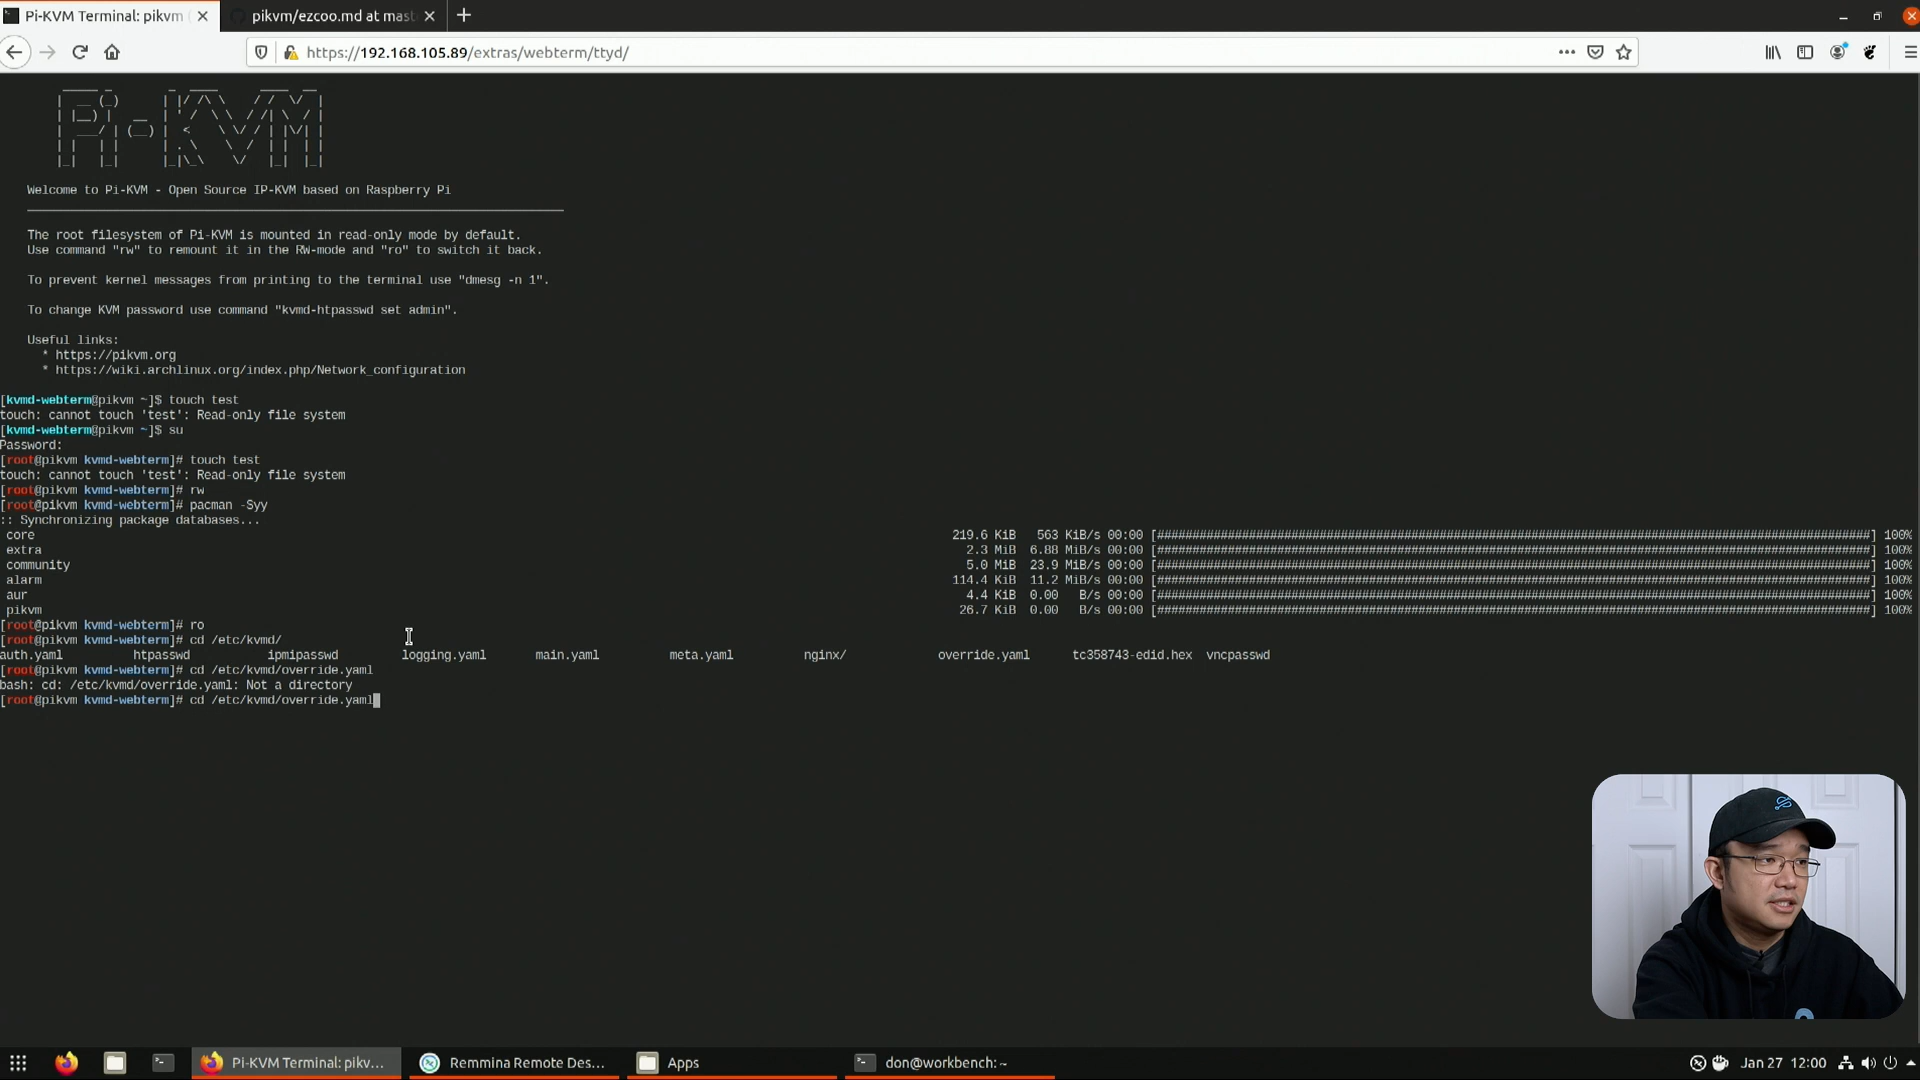 Pi-KVM Terminal: pikvm (
pikvm/ezcoo.md at mast
https://192.168.105.89/extras/webterm/ttyd/
Pi-KVM
Welcome to Pi-KVM - Open Source IP-KVM based on Raspberry Pi
The root filesystem of Pi-KVM is mounted in read-only mode by default.
Use command "rw" to remount it in the RW-mode and "ro" to switch it back.
To prevent kernel messages from printing to the terminal use "dmesg -n 1".
To change KVM password use command "kvmd-htpasswd set admin".
Useful links:
* https://pikvm.org
* https://wiki.archlinux.org/index.php/Network_configuration
[kvmd-webterm@pikvm ~]$ touch test
touch: cannot touch 'test': Read-only file system
[kvmd-webterm@pikvm ~]$ su
Password:
[root@pikvm kvmd-webterm]# touch test
touch: cannot touch 'test': Read-only file system
[root@pikvm kvmd-webterm]# rw
[root@pikvm kvmd-webterm]# pacman -Syy
:: Synchronizing package databases...
core 219.6 KiB 563 KiB/s 00:00 [####################################################################################################] 100%
extra 2.3 MiB 6.88 MiB/s 00:00 [####################################################################################################] 100%
community 5.0 MiB 23.9 MiB/s 00:00 [####################################################################################################] 100%
alarm 114.4 KiB 11.2 MiB/s 00:00 [####################################################################################################] 100%
aur 4.4 KiB 0.00 B/s 00:00 [####################################################################################################] 100%
pikvm 26.7 KiB 0.00 B/s 00:00 [####################################################################################################] 100%
[root@pikvm kvmd-webterm]# ro
[root@pikvm kvmd-webterm]# cd /etc/kvmd/
auth.yaml htpasswd ipmipasswd logging.yaml main.yaml meta.yaml nginx/ override.yaml tc358743-edid.hex vncpasswd
[root@pikvm kvmd-webterm]# cd /etc/kvmd/override.yaml
bash: cd: /etc/kvmd/override.yaml: Not a directory
[root@pikvm kvmd-webterm]# cd /etc/kvmd/override.yaml
Pi-KVM Terminal: pikv...
Remmina Remote Des...
Apps
don@workbench: ~
Jan 27 12:00